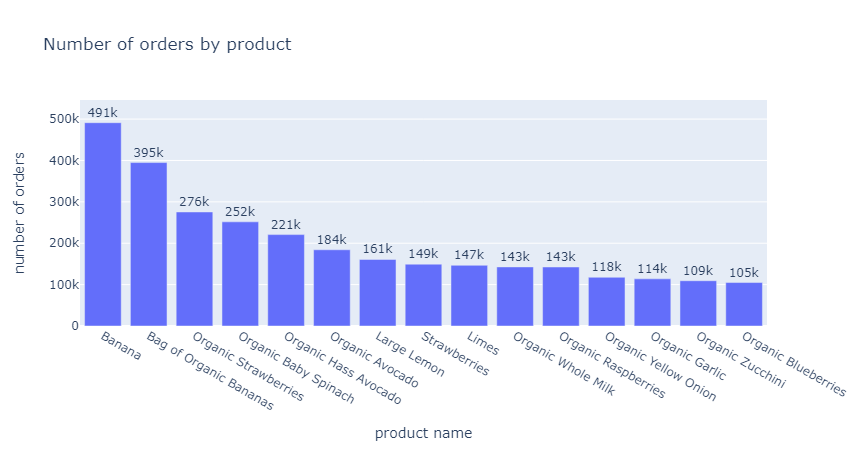 Number of orders by product
number of orders
500k
400k
300k
200k
100k
0
491k
395k
276k
252k
221k
184k
161k
149k
147k
143k
143k
118k
114k
109k
105k
Banana
Bag of Organic Bananas
Organic Strawberries
Organic Baby Spinach
Organic Hass Avocado
Organic Avocado
Large Lemon
Strawberries
Limes
Organic Whole Milk
Organic Raspberries
Organic Yellow Onion
Organic Garlic
Organic Zucchini
Organic Blueberries
product name